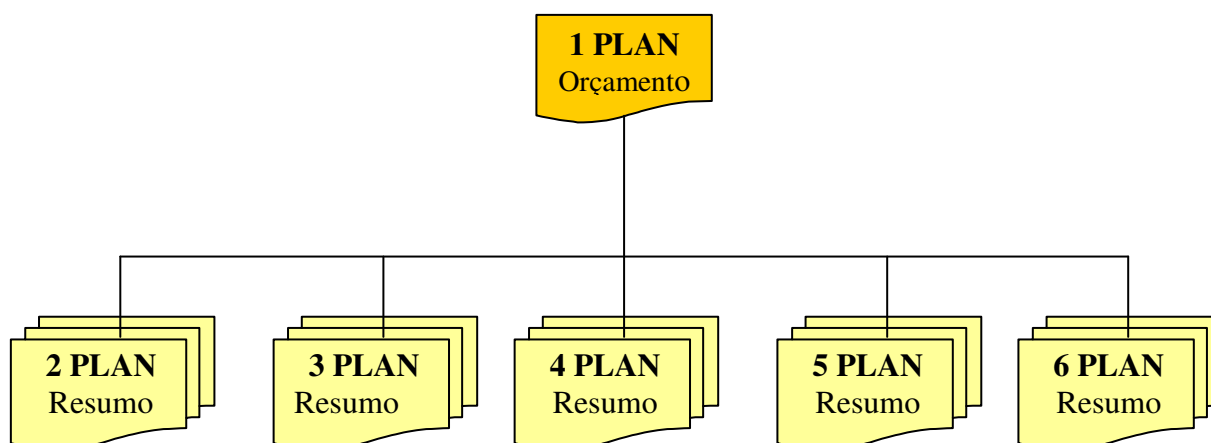 1 PLAN
Orçamento
2 PLAN
Resumo
3 PLAN
Resumo
4 PLAN
Resumo
5 PLAN
Resumo
6 PLAN
Resumo